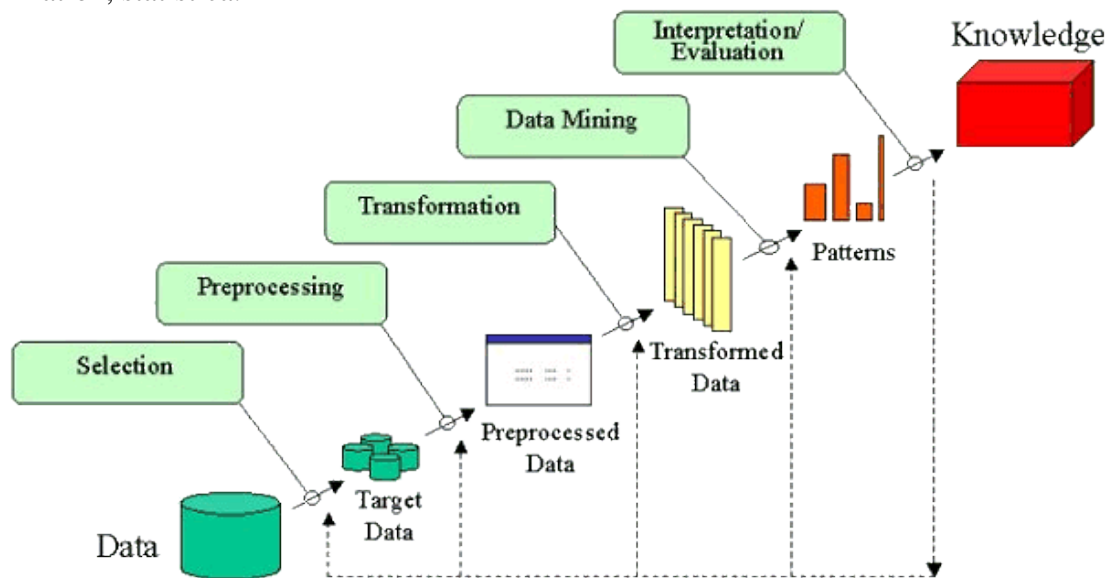 Interpretation/
Evaluation
Knowledge
Data Mining
Transformation
Patterns
Preprocessing
Transformed
Data
Selection
Preprocessed
Data
Target
Data
Data